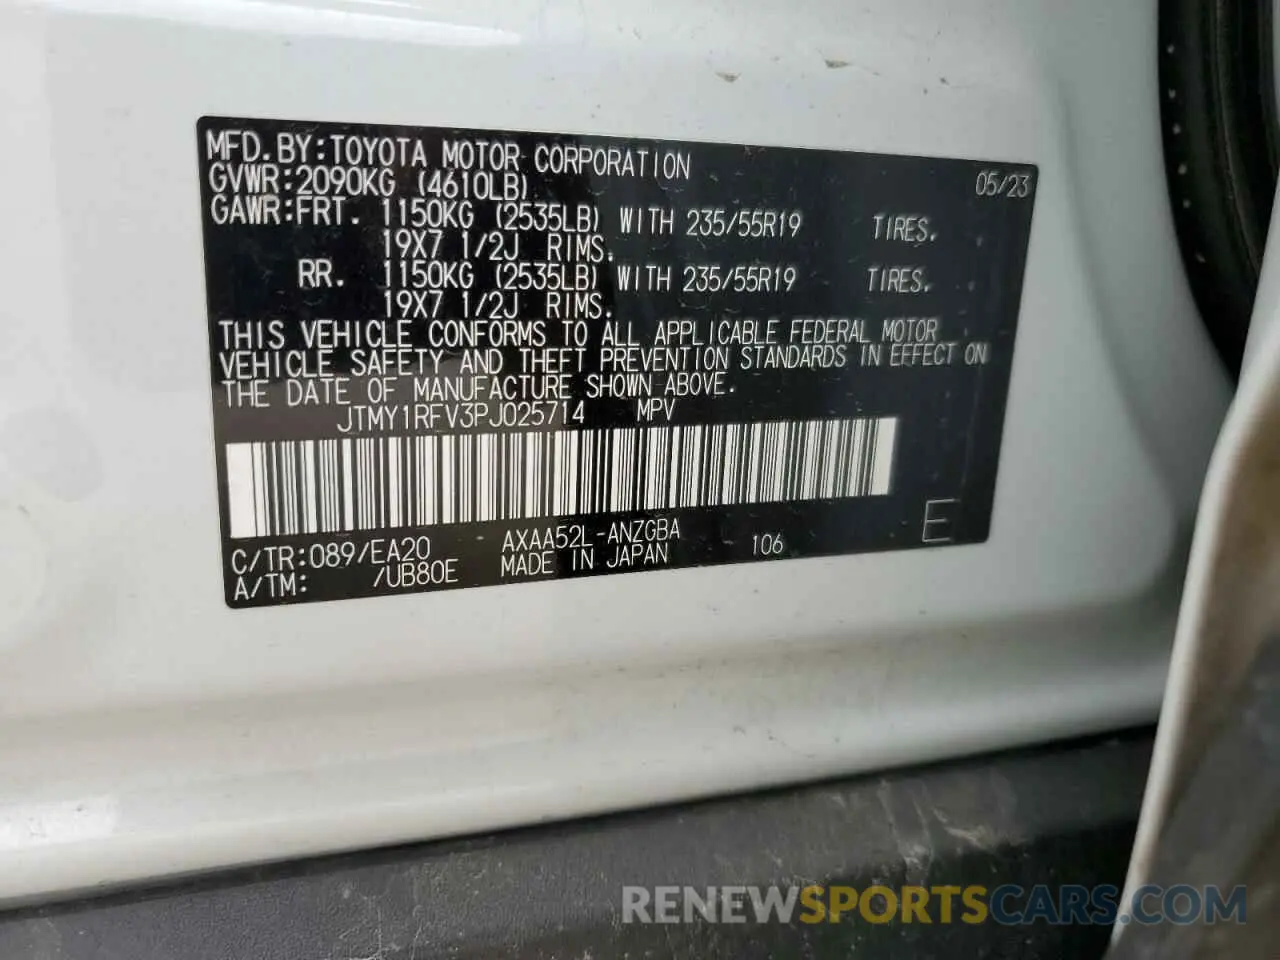 MFD.BY:TOYOTA MOTOR CORPORATION 05/23
GVWR:2090KG (4610LB)
GAWR:FRT. 1150KG (2535LB) WITH 235/55R19 TIRES.
19X7 1/2J RIMS.
RR. 1150KG (2535LB) WITH 235/55R19 TIRES.
19X7 1/2J RIMS.
THIS VEHICLE CONFORMS TO ALL APPLICABLE FEDERAL MOTOR
VEHICLE SAFETY AND THEFT PREVENTION STANDARDS IN EFFECT ON
THE DATE OF MANUFACTURE SHOWN ABOVE.
JTMY1RFV3PJ025714 MPV
C/TR:089/EA20 AXAA52L-ANZGBA 106 E
A/TM: /UB80E MADE IN JAPAN
RENEWSPORTSCARS.COM